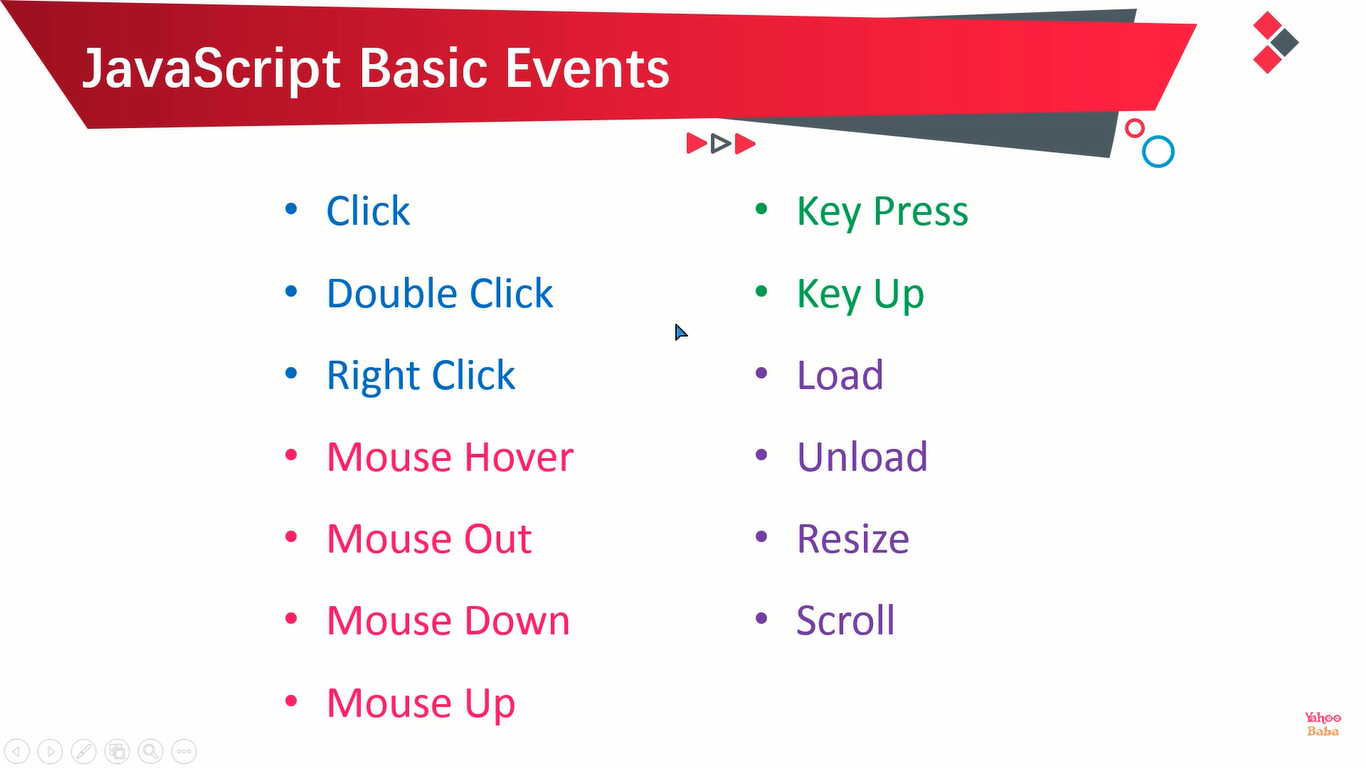 JavaScript Basic Events
• Click
• Double Click
• Right Click
• Mouse Hover
• Mouse Out
• Mouse Down
• Mouse Up
• Key Press
• Key Up
• Load
• Unload
• Resize
• Scroll
Yahoo
Baba